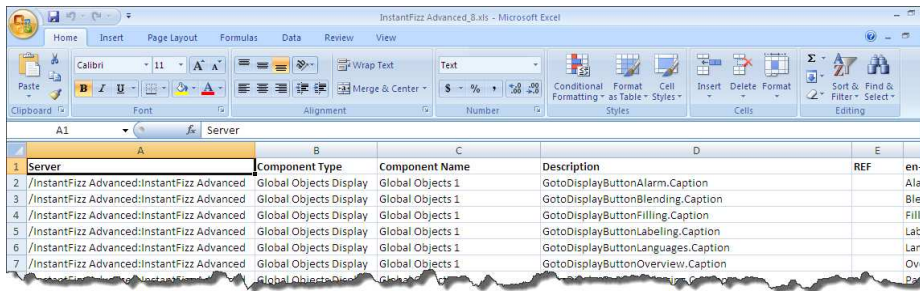 InstantFizz Advanced_8.xls - Microsoft Excel
Home Insert Page Layout Formulas Data Review View
Calibri 11 A A Wrap Text Text Σ
Paste B I U A Merge & Center $ % , .0 .00 .00 .0 Conditional Formatting Format as Table Cell Styles Insert Delete Format Sort & Filter Find & Select
Clipboard Font Alignment Number Styles Cells Editing
A1 fx Server
A B C D E
1 Server Component Type Component Name Description REF en-
2 /InstantFizz Advanced:InstantFizz Advanced Global Objects Display Global Objects 1 GotoDisplayButtonAlarm.Caption Ala
3 /InstantFizz Advanced:InstantFizz Advanced Global Objects Display Global Objects 1 GotoDisplayButtonBlending.Caption Ble
4 /InstantFizz Advanced:InstantFizz Advanced Global Objects Display Global Objects 1 GotoDisplayButtonFilling.Caption Fill
5 /InstantFizz Advanced:InstantFizz Advanced Global Objects Display Global Objects 1 GotoDisplayButtonLabeling.Caption Lab
6 /InstantFizz Advanced:InstantFizz Advanced Global Objects Display Global Objects 1 GotoDisplayButtonLanguages.Caption Lan
7 /InstantFizz Advanced:InstantFizz Advanced Global Objects Display Global Objects 1 GotoDisplayButtonOverview.Caption Ove